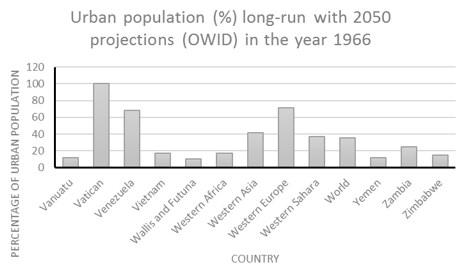 Urban population (%) long-run with 2050
projections (OWID) in the year 1966
PERCENTAGE OF URBAN POPULATION
120
100
80
60
40
20
0
Vanuatu
Vatican
Venezuela
Vietnam
Wallis and Futuna
Western Africa
Western Asia
Western Europe
Western Sahara
World
Yemen
Zambia
Zimbabwe
COUNTRY